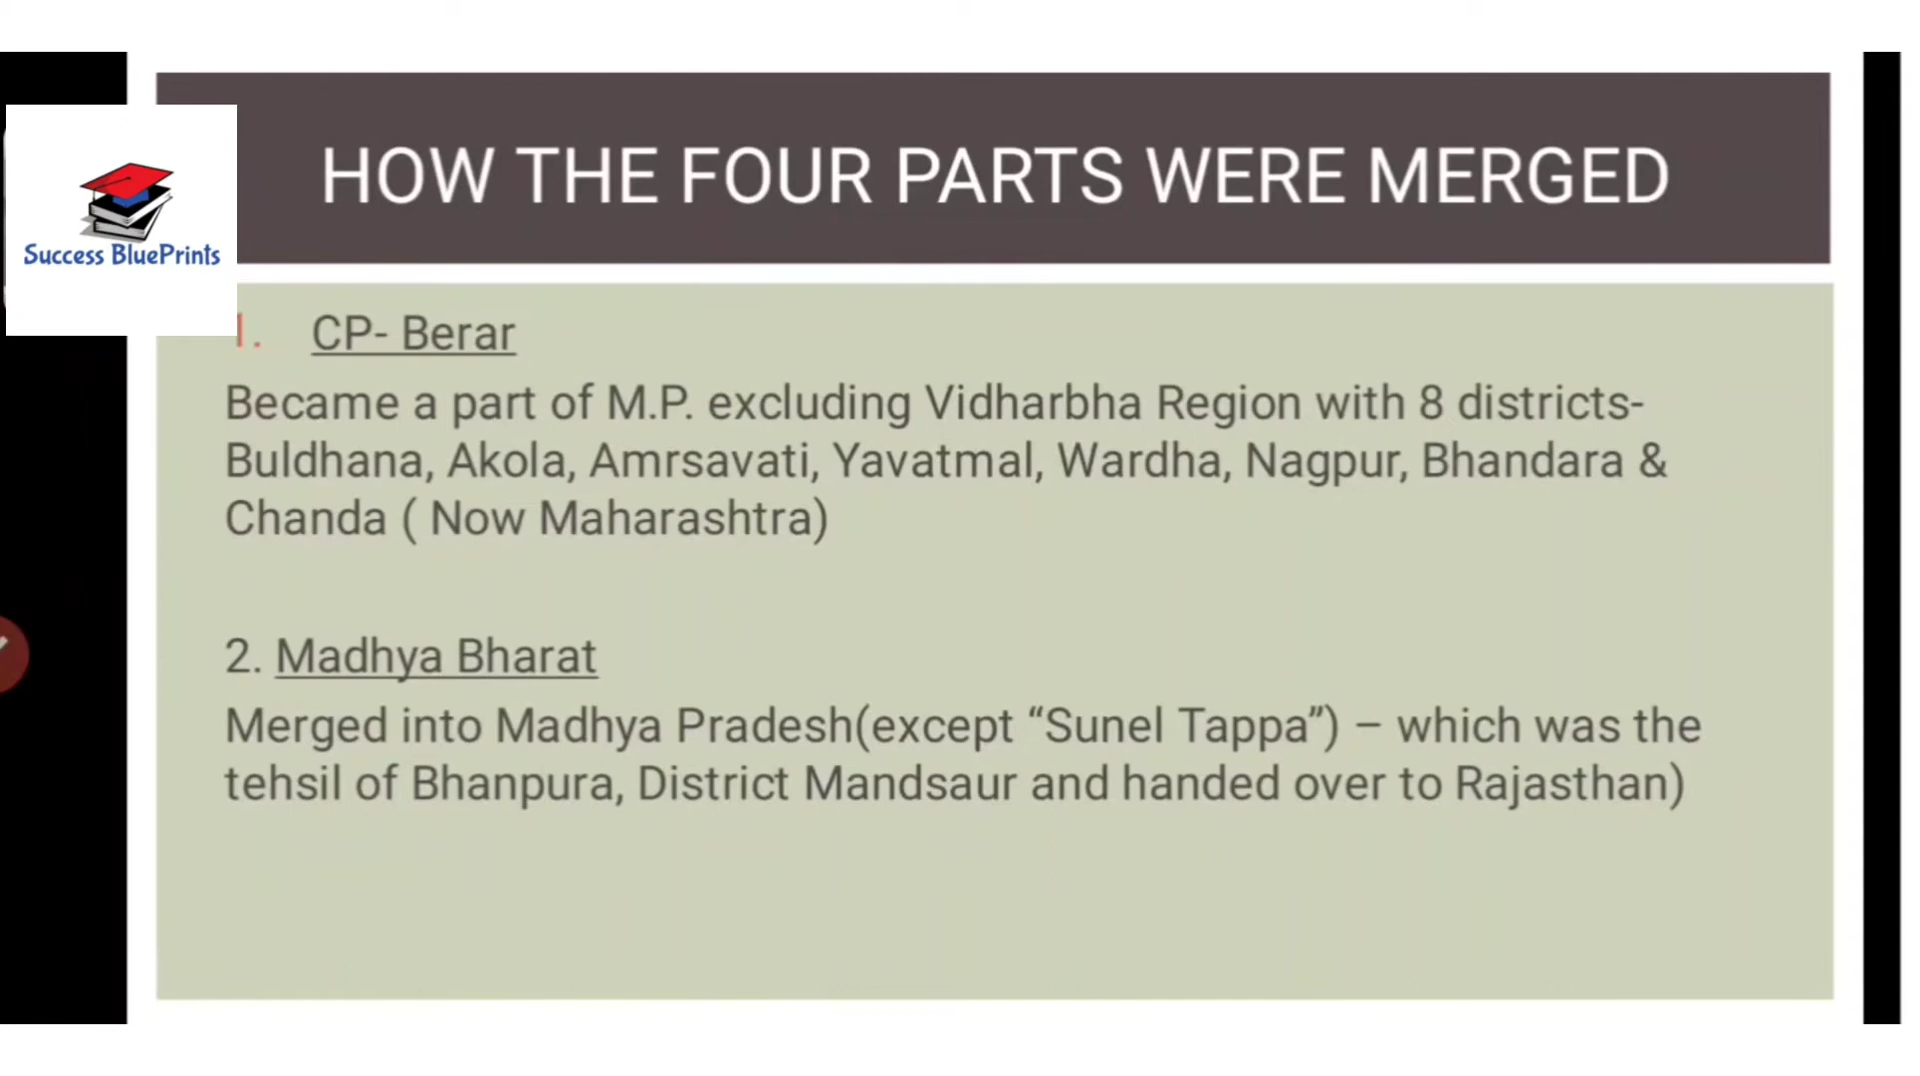 HOW THE FOUR PARTS WERE MERGED
Success BluePrints
1. CP- Berar
Became a part of M.P. excluding Vidharbha Region with 8 districts-
Buldhana, Akola, Amrsavati, Yavatmal, Wardha, Nagpur, Bhandara &
Chanda ( Now Maharashtra)
2. Madhya Bharat
Merged into Madhya Pradesh(except “Sunel Tappa”) – which was the
tehsil of Bhanpura, District Mandsaur and handed over to Rajasthan)